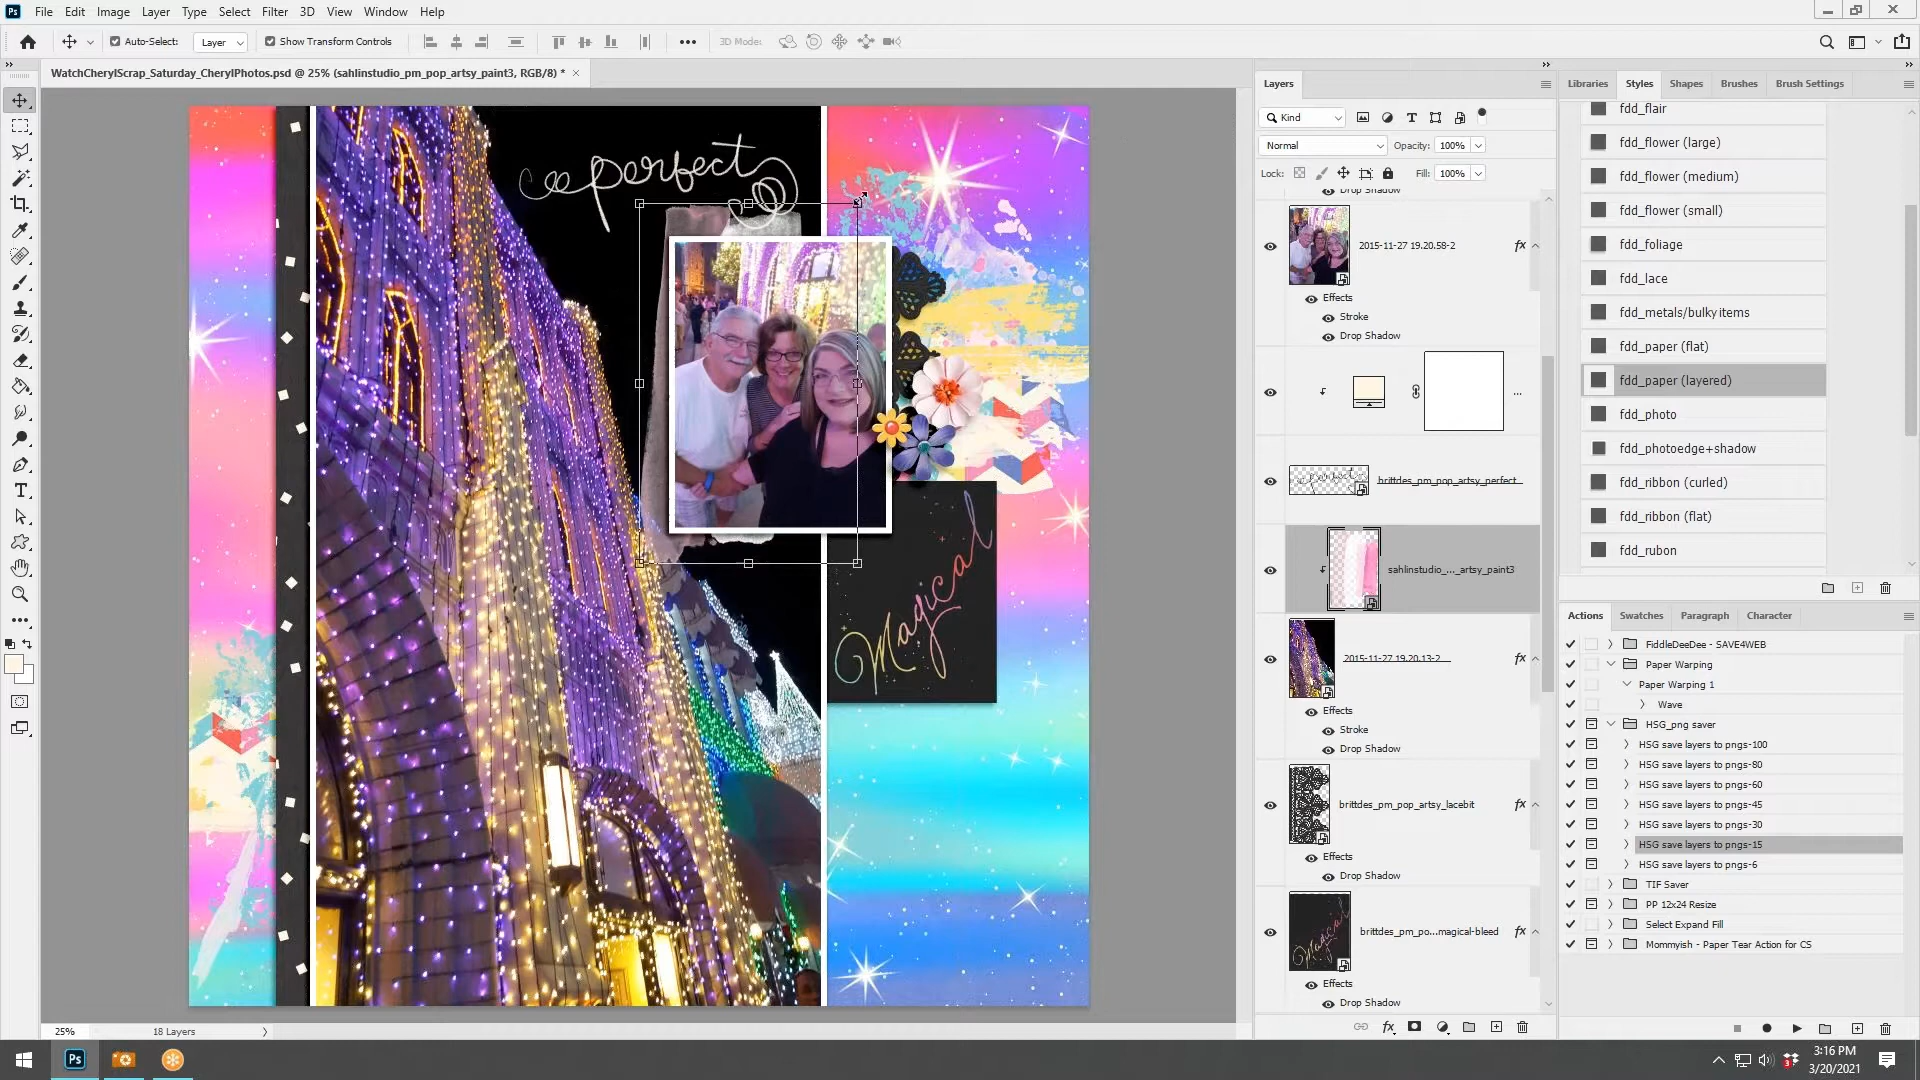 Ps File Edit Image Layer Type Select Filter 3D View Window Help
Auto-Select: Layer Show Transform Controls 3D Mode:
WatchCherylScrap_Saturday_CherylPhotos.psd @ 25% (sahlinstudio_pm_pop_artsy_paint3, RGB/8) *
perfect
Magical
25% 18 Layers
Layers
Kind
Normal Opacity: 100%
Lock: Fill: 100%
Drop Shadow
2015-11-27 19.20.58-2 fx
Effects
Stroke
Drop Shadow
...
brittdes_pm_pop_artsy_perfect
sahlinstudio_..._artsy_paint3
2015-11-27 19.20.13-2 fx
Effects
Stroke
Drop Shadow
brittdes_pm_pop_artsy_lacebit fx
Effects
Drop Shadow
brittdes_pm_po...magical-bleed fx
Effects
Drop Shadow
fx
Libraries Styles Shapes Brushes Brush Settings
fdd_flair
fdd_flower (large)
fdd_flower (medium)
fdd_flower (small)
fdd_foliage
fdd_lace
fdd_metals/bulky items
fdd_paper (flat)
fdd_paper (layered)
fdd_photo
fdd_photoedge+shadow
fdd_ribbon (curled)
fdd_ribbon (flat)
fdd_rubon
Actions Swatches Paragraph Character
FiddleDeeDee - SAVE4WEB
Paper Warping
Paper Warping 1
Wave
HSG_png saver
HSG save layers to pngs-100
HSG save layers to pngs-80
HSG save layers to pngs-60
HSG save layers to pngs-45
HSG save layers to pngs-30
HSG save layers to pngs-15
HSG save layers to pngs-6
TIF Saver
PP 12x24 Resize
Select Expand Fill
Mommyish - Paper Tear Action for CS
Ps
3:16 PM
3/20/2021